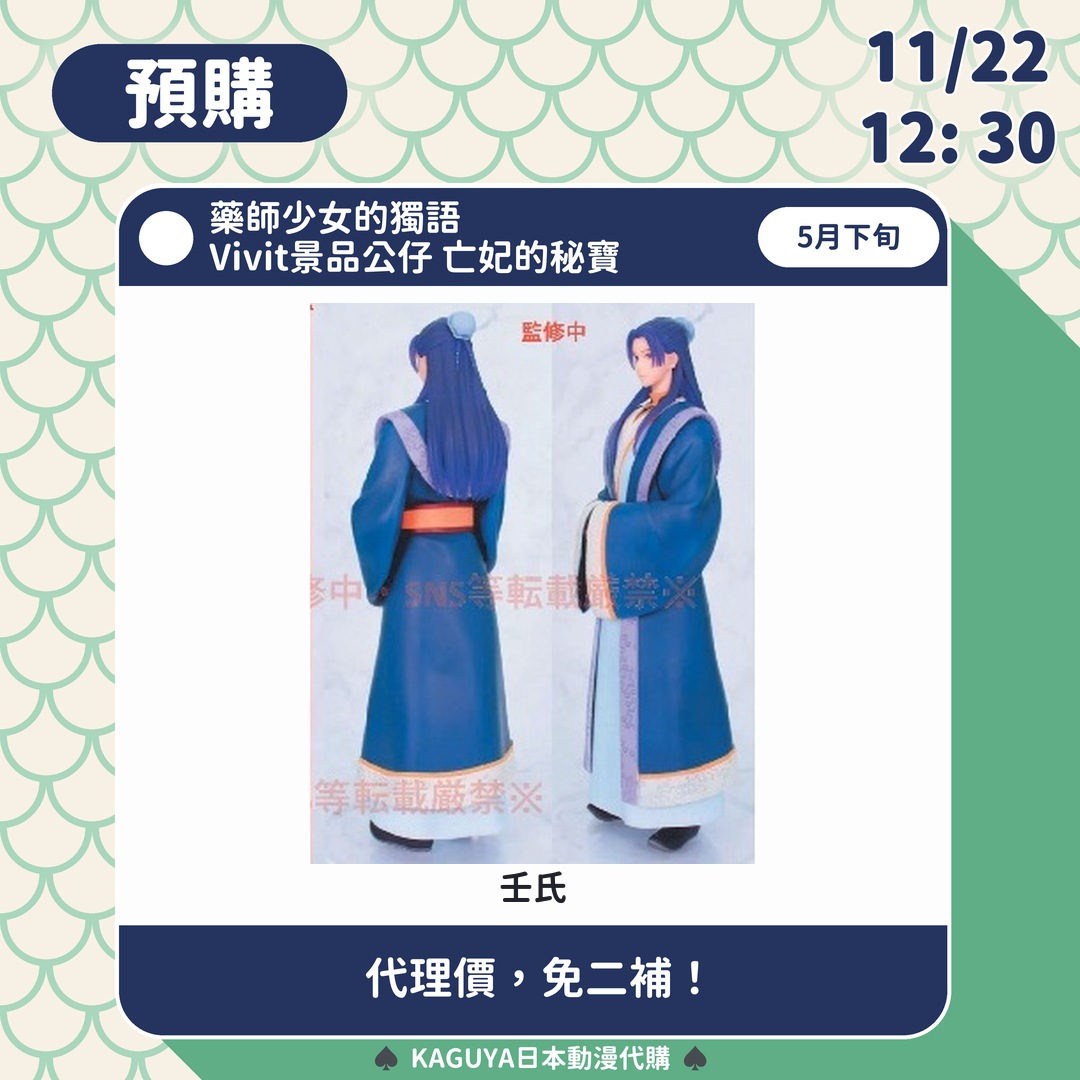 預購
11/22
12: 30
藥師少女的獨語
Vivit景品公仔 亡妃的秘寶
5月下旬
監修中
修中・SNS等転載厳禁※
等転載厳禁※
壬氏
代理價，免二補！
♠ KAGUYA日本動漫代購 ♠